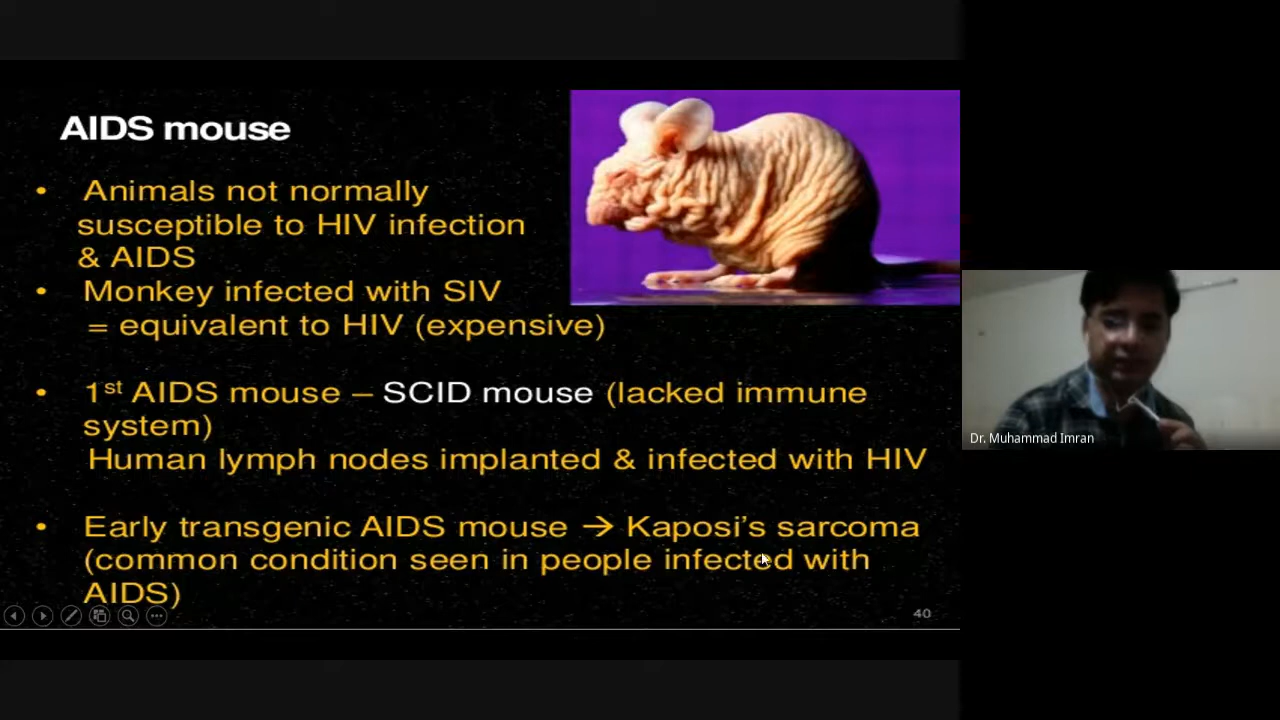 AIDS mouse
• Animals not normally
susceptible to HIV infection
& AIDS
• Monkey infected with SIV
= equivalent to HIV (expensive)
• 1st AIDS mouse – SCID mouse (lacked immune
system)
Human lymph nodes implanted & infected with HIV
• Early transgenic AIDS mouse → Kaposi's sarcoma
(common condition seen in people infected with
AIDS)
40
Dr. Muhammad Imran